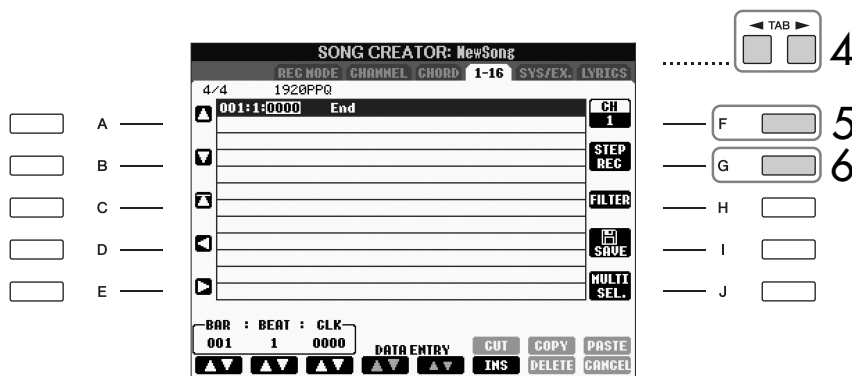 ◄ TAB ►
4
SONG CREATOR: NewSong
REC MODE CHANNEL CHORD 1-16 SYS/EX. LYRICS
4/4 1920PPQ
001:1:0000 End
CH
1
A
F
5
STEP
REC
B
G
6
FILTER
C
H
SAVE
D
I
MULTI
SEL.
E
J
BAR : BEAT : CLK
001 1 0000
DATA ENTRY
CUT COPY PASTE
INS DELETE CANCEL